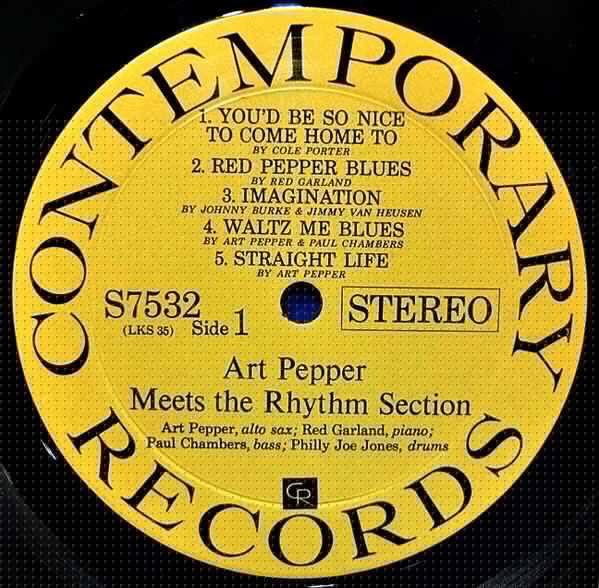 CONTEMPORARY
1. YOU'D BE SO NICE
TO COME HOME TO
BY COLE PORTER
2. RED PEPPER BLUES
BY RED GARLAND
3. IMAGINATION
BY JOHNNY BURKE & JIMMY VAN HEUSEN
4. WALTZ ME BLUES
BY ART PEPPER & PAUL CHAMBERS
5. STRAIGHT LIFE
BY ART PEPPER
S7532
(LKS 35) Side 1
STEREO
Art Pepper
Meets the Rhythm Section
Art Pepper, alto sax; Red Garland, piano;
Paul Chambers, bass; Philly Joe Jones, drums
CR
RECORDS